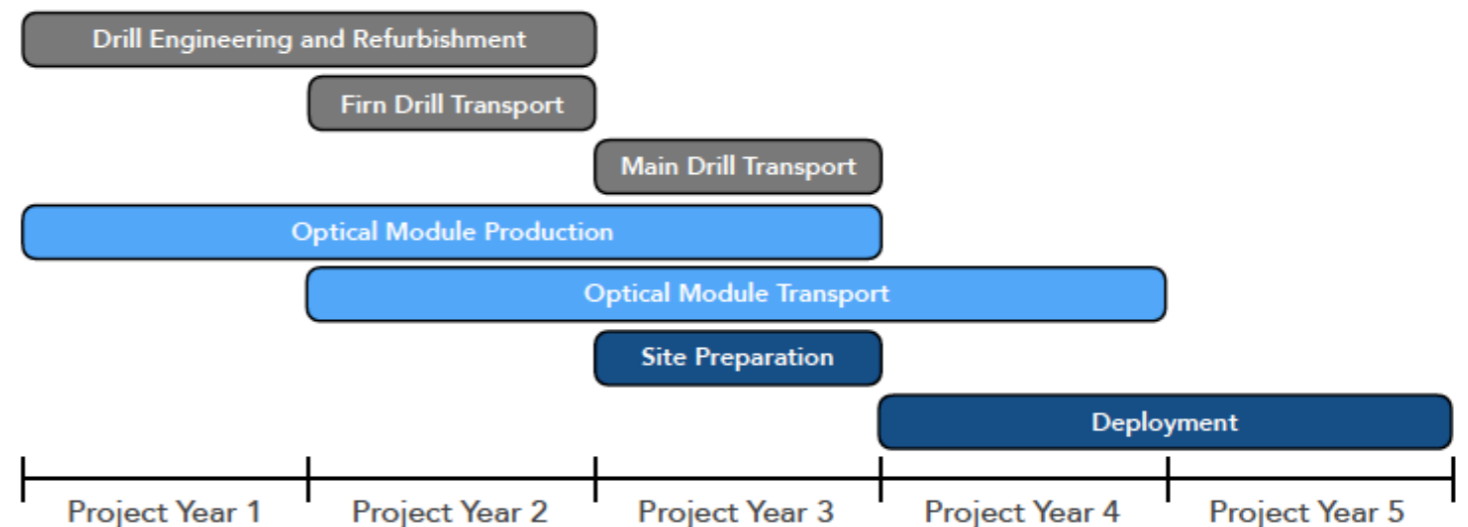 Drill Engineering and Refurbishment
Firn Drill Transport
Main Drill Transport
Optical Module Production
Optical Module Transport
Site Preparation
Deployment
Project Year 1
Project Year 2
Project Year 3
Project Year 4
Project Year 5